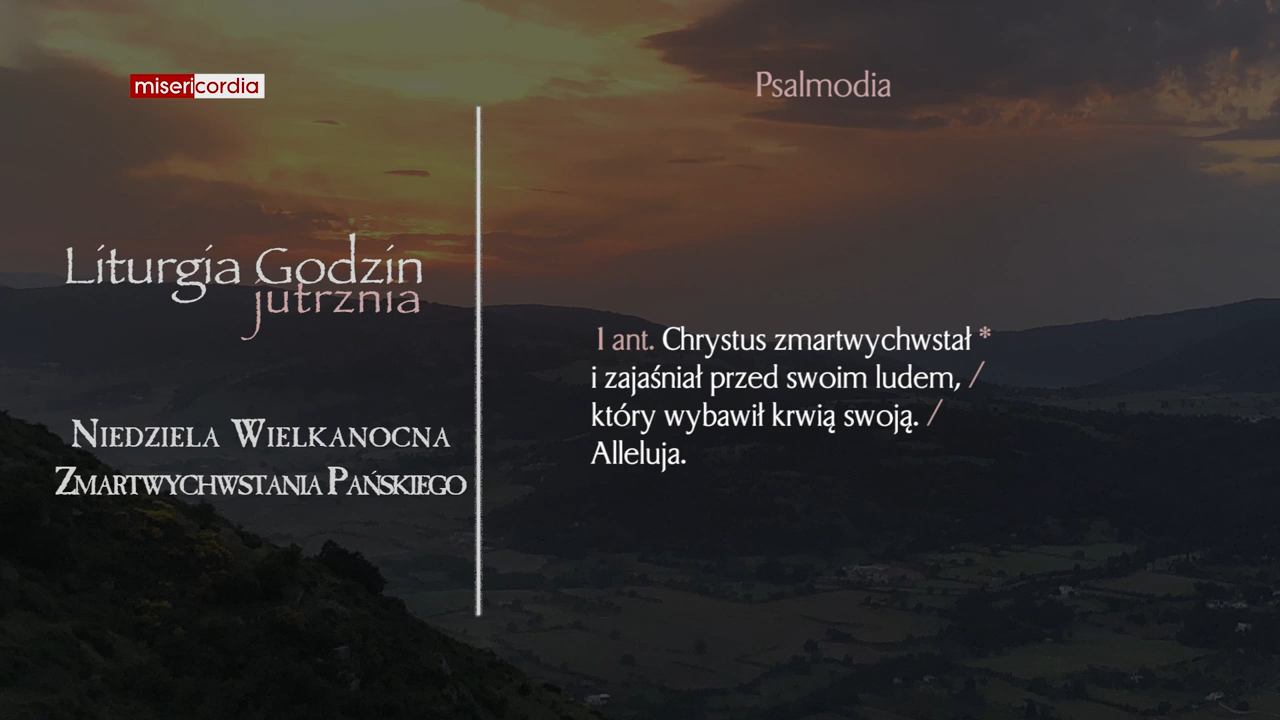 misericordia
Psalmodia
Liturgia Godzin
jutrznia
Niedziela Wielkanocna
Zmartwychwstania Pańskiego
1 ant. Chrystus zmartwychwstał *
i zajaśniał przed swoim ludem, /
który wybawił krwią swoją. /
Alleluja.